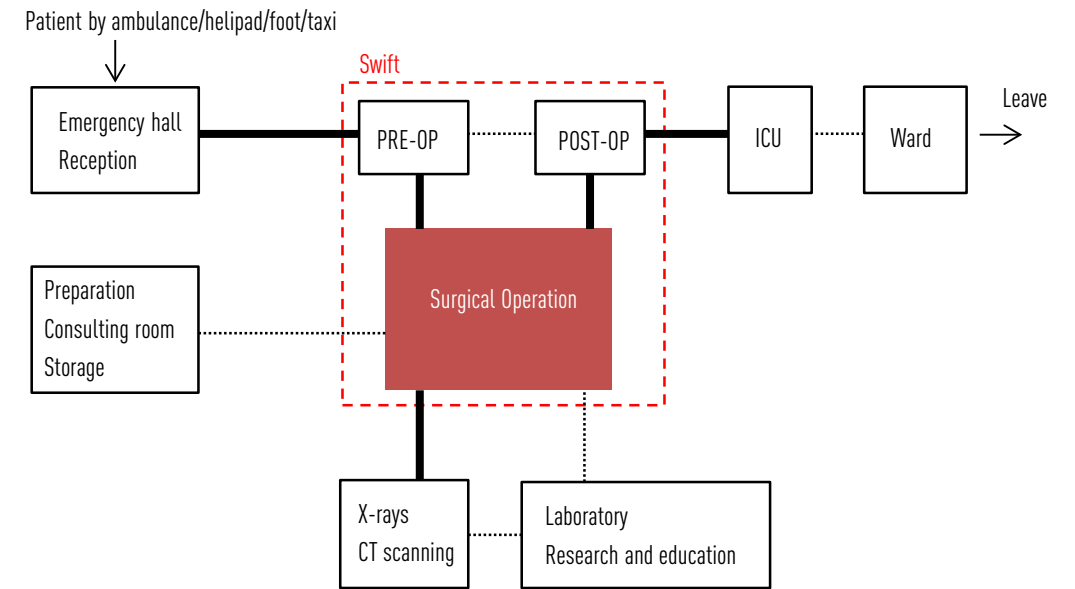 Patient by ambulance/helipad/foot/taxi
Swift
Emergency hall
Reception
PRE-OP
POST-OP
ICU
Ward
Leave
Preparation
Consulting room
Storage
Surgical Operation
X-rays
CT scanning
Laboratory
Research and education